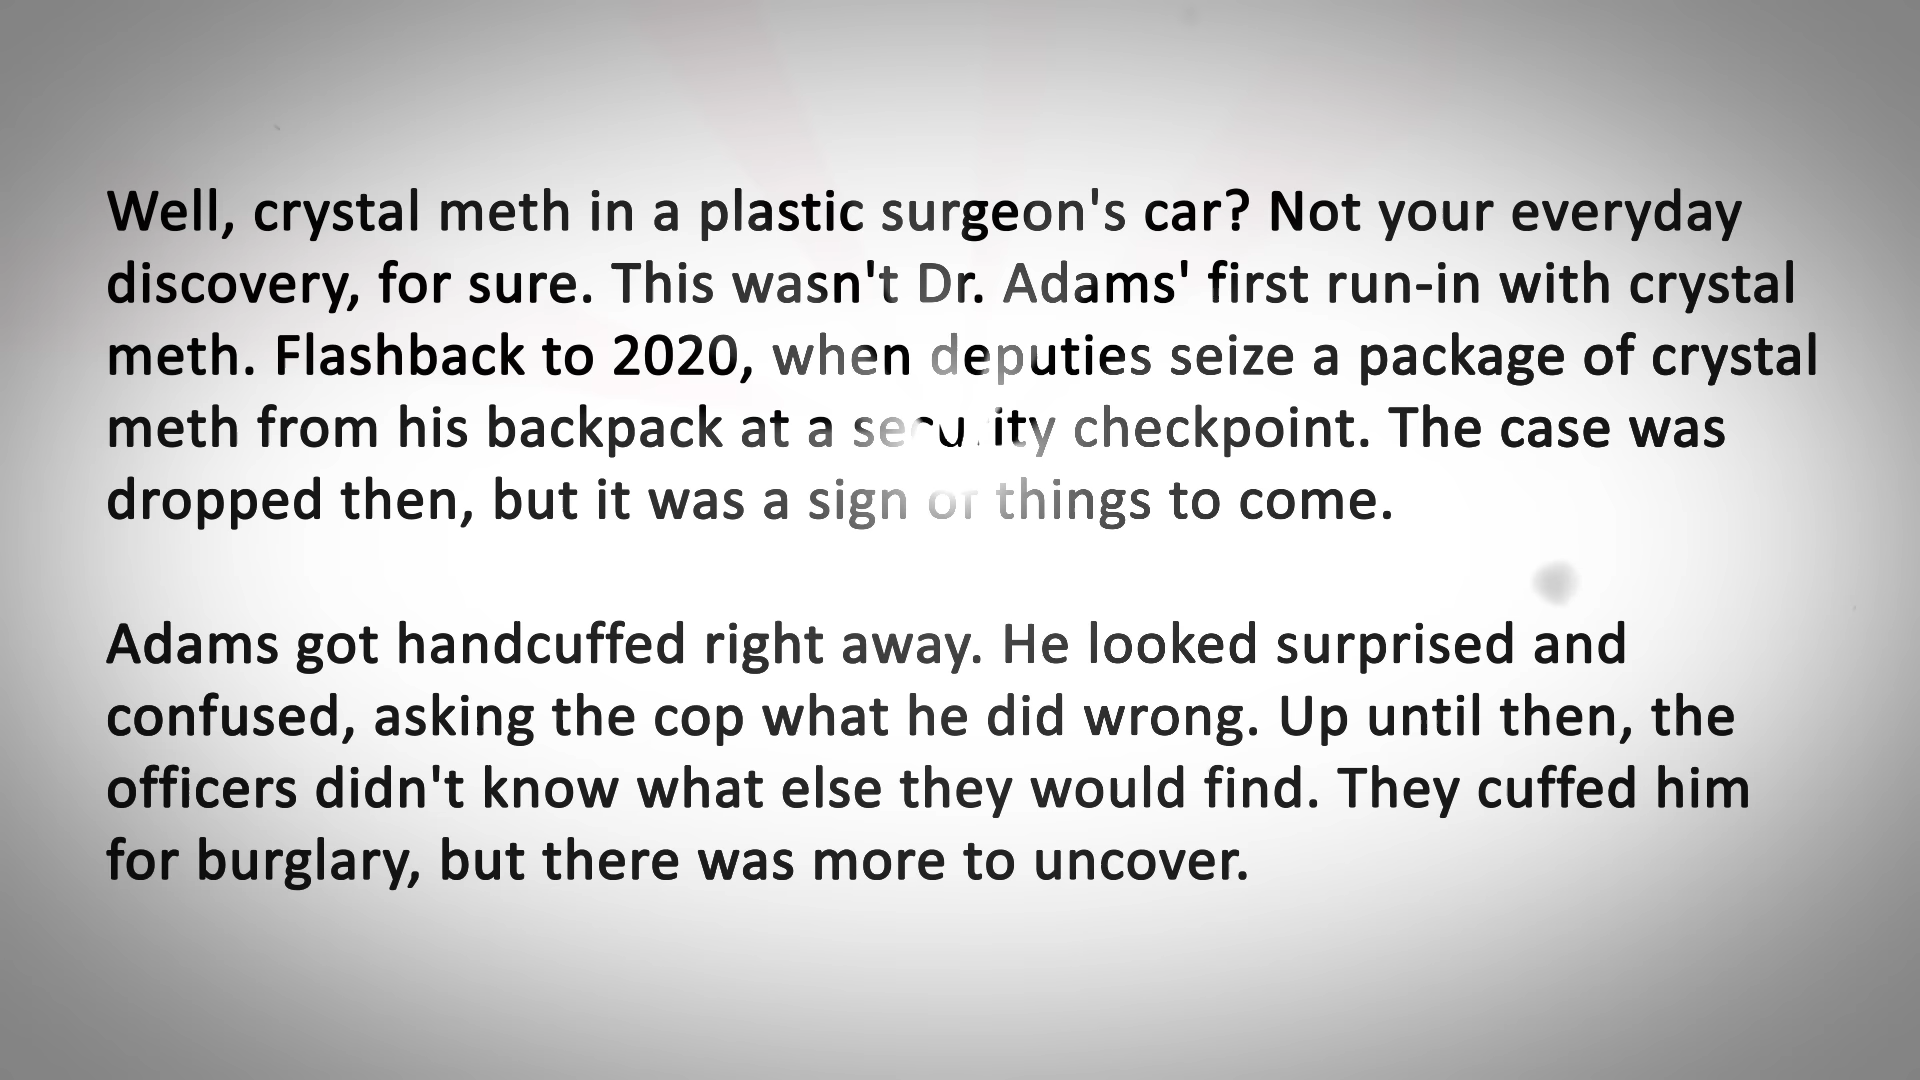 Well, crystal meth in a plastic surgeon's car? Not your everyday
discovery, for sure. This wasn't Dr. Adams' first run-in with crystal
meth. Flashback to 2020, when deputies seize a package of crystal
meth from his backpack at a security checkpoint. The case was
dropped then, but it was a sign of things to come.
Adams got handcuffed right away. He looked surprised and
confused, asking the cop what he did wrong. Up until then, the
officers didn't know what else they would find. They cuffed him
for burglary, but there was more to uncover.